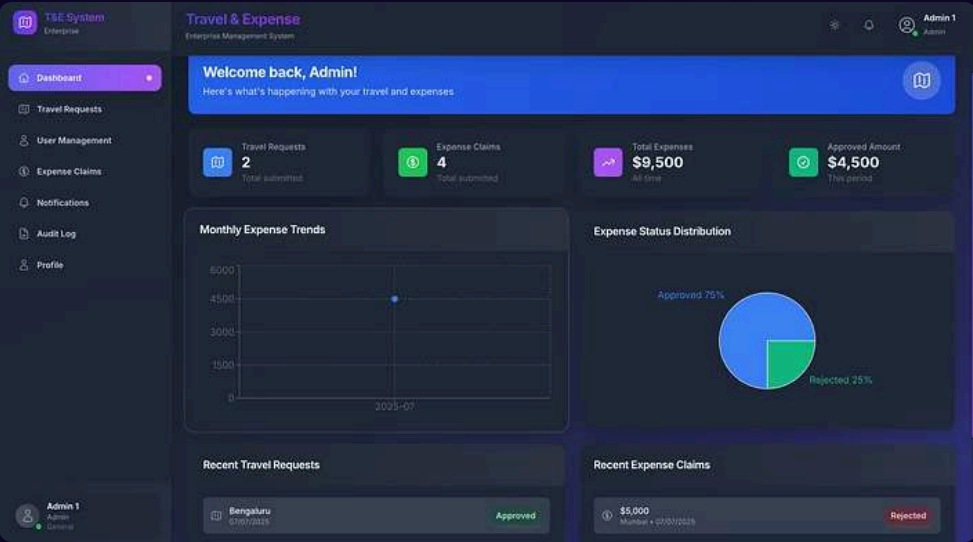 T&E System
Enterprise
Travel & Expense
Enterprise Management System
Admin 1
Admin
Dashboard
Travel Requests
User Management
Expense Claims
Notifications
Audit Log
Profile
Admin 1
Admin
General
Welcome back, Admin!
Here's what's happening with your travel and expenses
Travel Requests
2
Total submitted
Expense Claims
4
Total submitted
Total Expenses
$9,500
All time
Approved Amount
$4,500
This period
Monthly Expense Trends
6000
4500
3000
1500
0
2025-07
Expense Status Distribution
Approved 75%
Rejected 25%
Recent Travel Requests
Bengaluru
07/07/2025
Approved
Recent Expense Claims
$5,000
Mumbai • 07/07/2025
Rejected